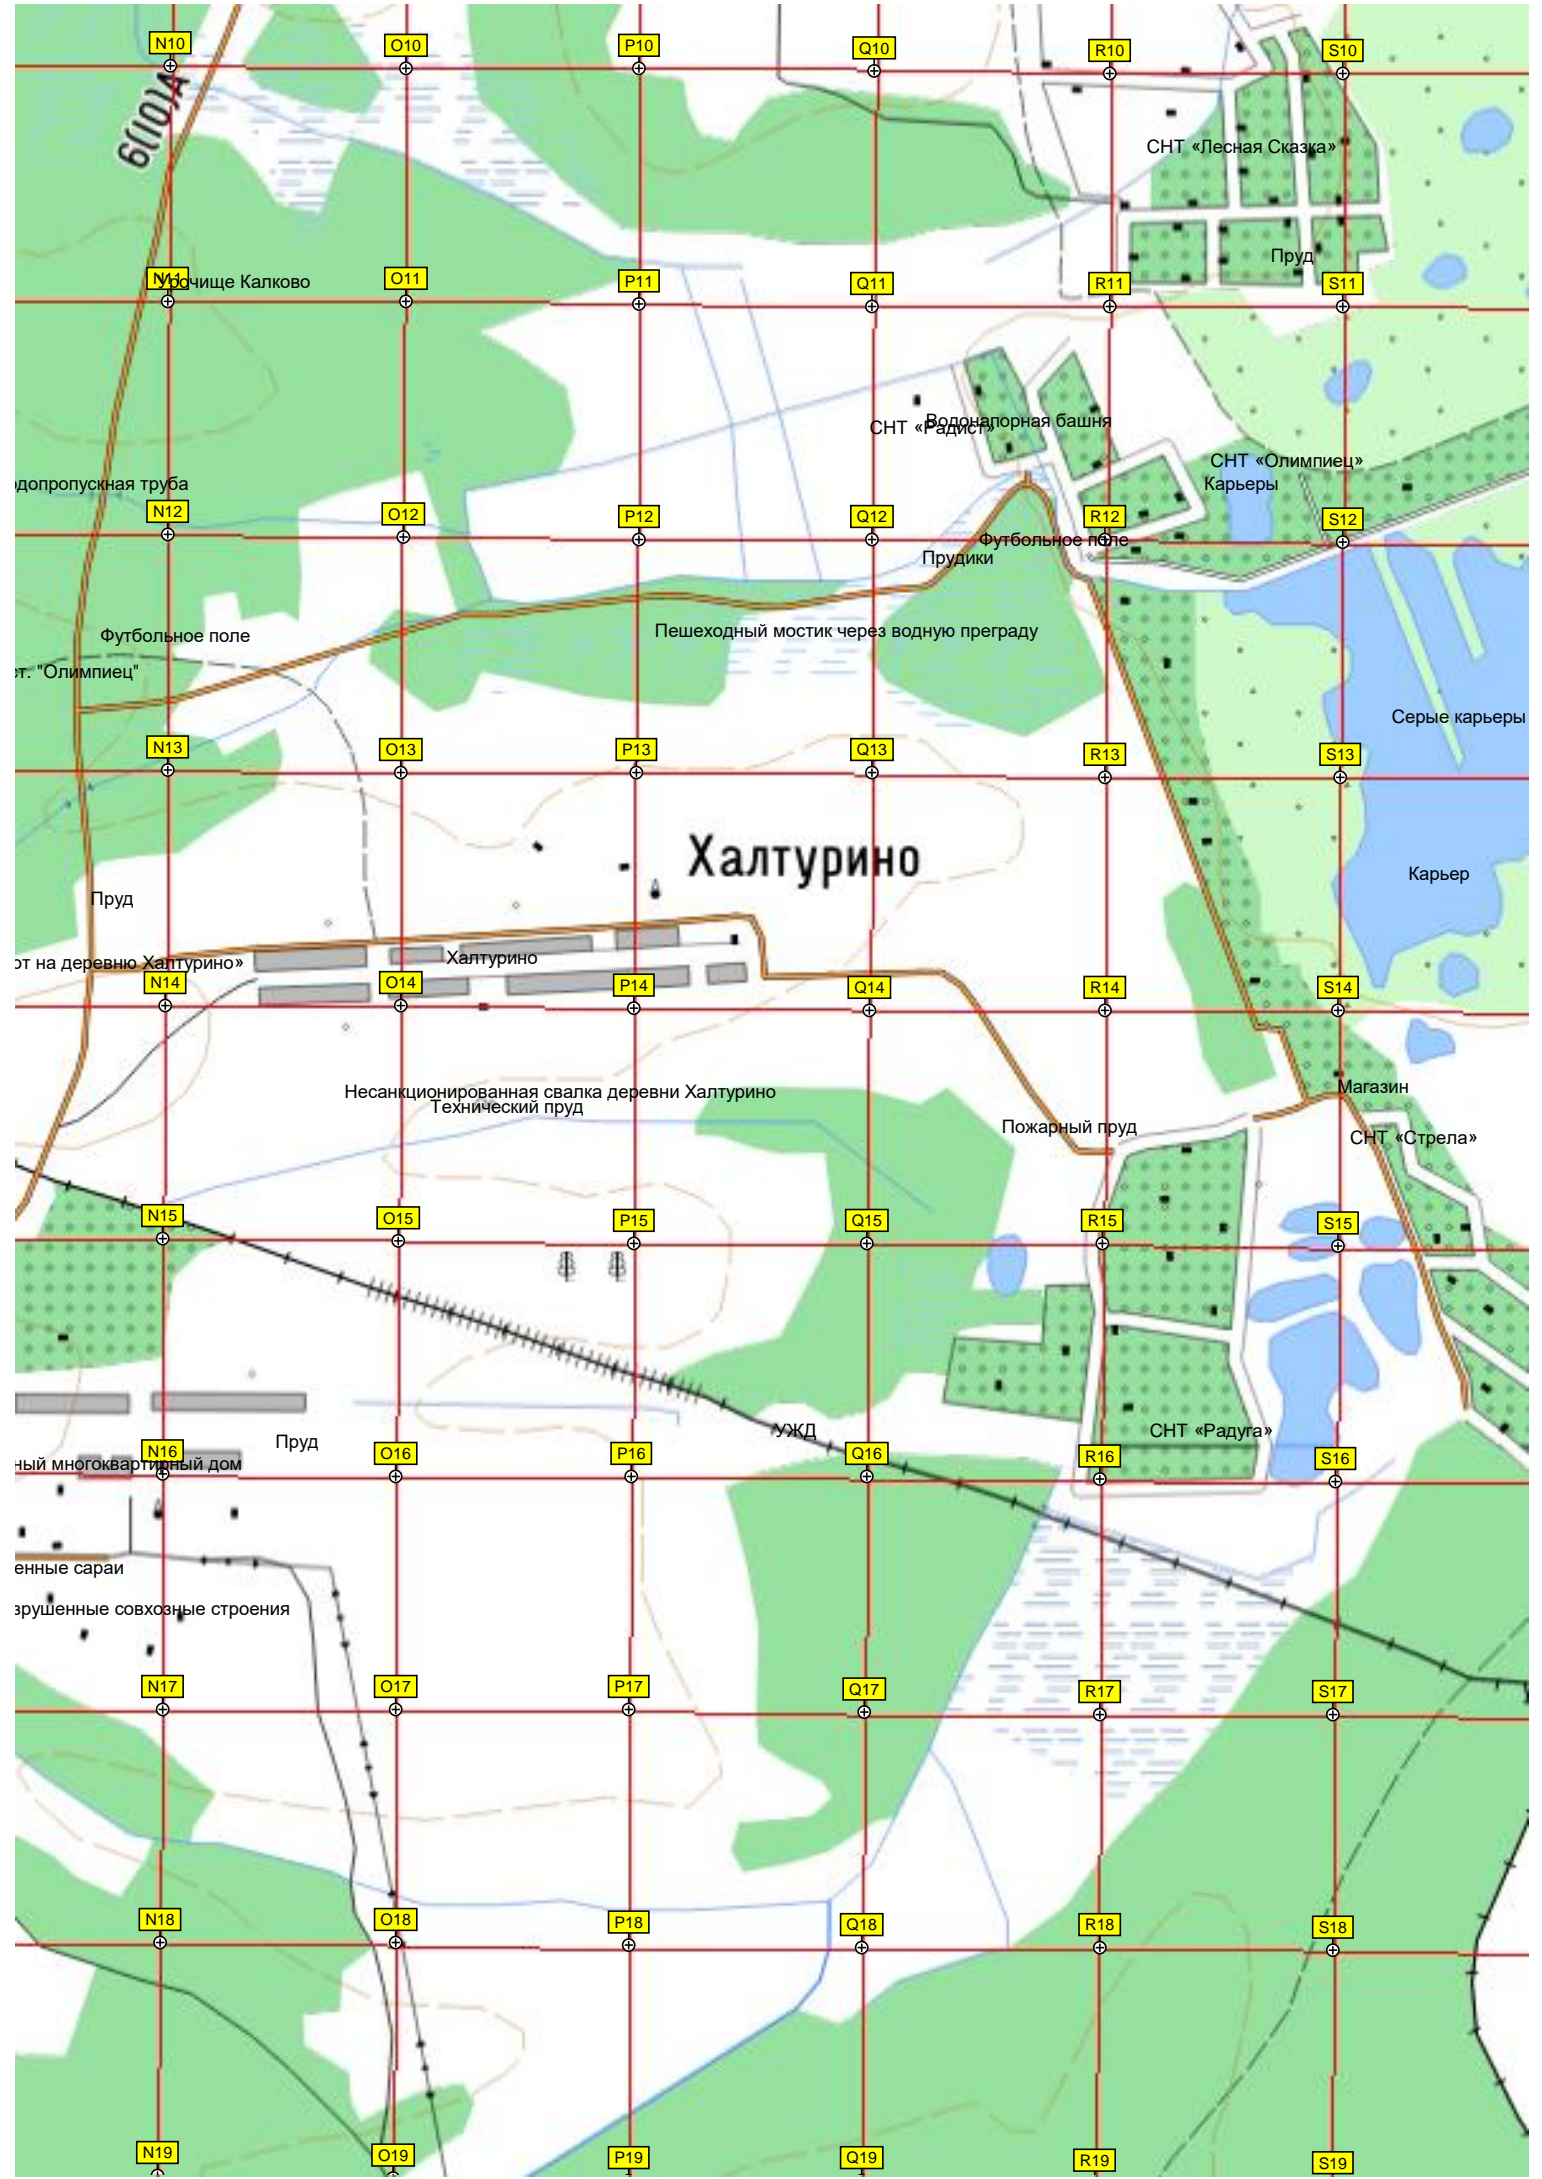 N10 O10 P10 Q10 R10 S10
6(10)А
СНТ «Лесная Сказка»
Пруд
N11 O11 P11 Q11 R11 S11
Урочище Калково
Водонапорная башня
СНТ «Радист»
СНТ «Олимпиец»
Карьеры
допропускная труба
N12 O12 P12 Q12 R12 S12
Футбольное поле
Прудики
Пешеходный мостик через водную преграду
Футбольное поле
ст. "Олимпиец"
Серые карьеры
N13 O13 P13 Q13 R13 S13
Халтурино
Карьер
Пруд
Халтурино
от на деревню Халтурино»
N14 O14 P14 Q14 R14 S14
Несанкционированная свалка деревни Халтурино
Магазин
Технический пруд
Пожарный пруд
СНТ «Стрела»
N15 O15 P15 Q15 R15 S15
УЖД
СНТ «Радуга»
Пруд
N16 O16 P16 Q16 R16 S16
ный многоквартирный дом
енные сараи
зрушенные совхозные строения
N17 O17 P17 Q17 R17 S17
N18 O18 P18 Q18 R18 S18
N19 O19 P19 Q19 R19 S19